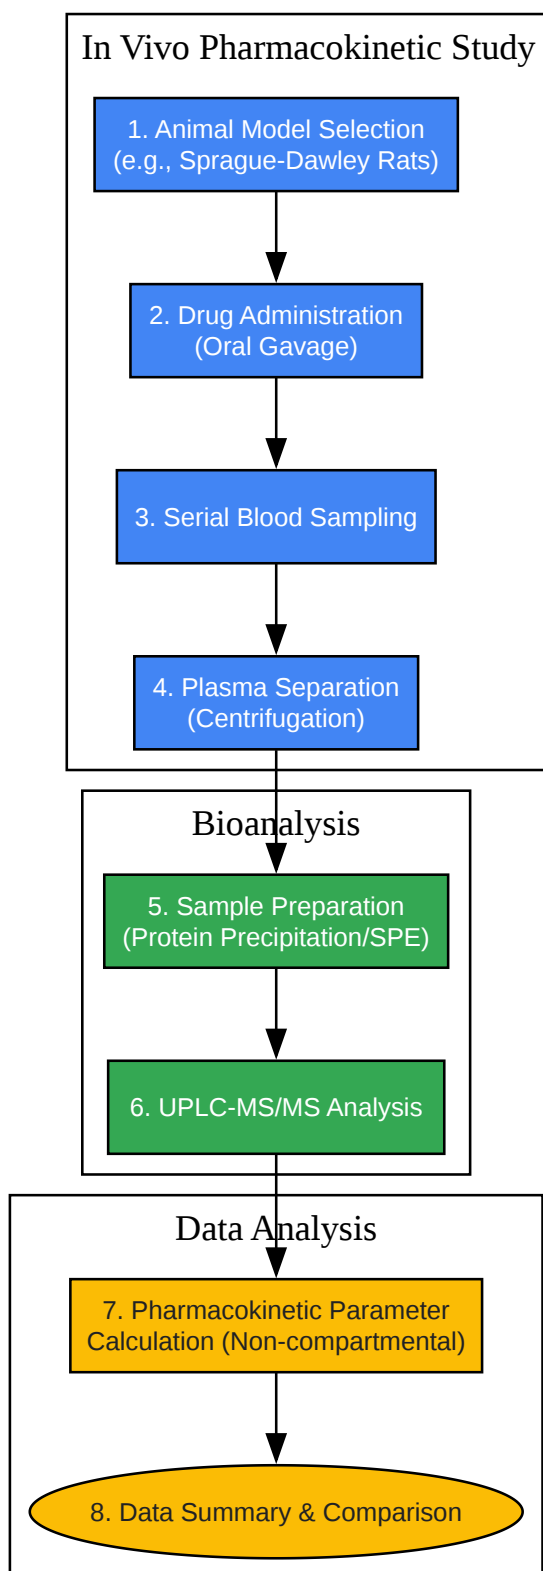 In Vivo Pharmacokinetic Study
1. Animal Model Selection
(e.g., Sprague-Dawley Rats)
2. Drug Administration
(Oral Gavage)
3. Serial Blood Sampling
4. Plasma Separation
(Centrifugation)
Bioanalysis
5. Sample Preparation
(Protein Precipitation/SPE)
6. UPLC-MS/MS Analysis
Data Analysis
7. Pharmacokinetic Parameter
Calculation (Non-compartmental)
8. Data Summary & Comparison